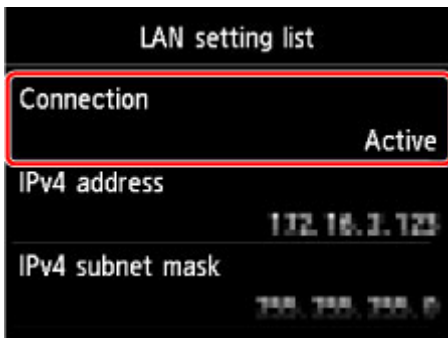 LAN setting list
Connection
Active
IPv4 address
IPv4 subnet mask